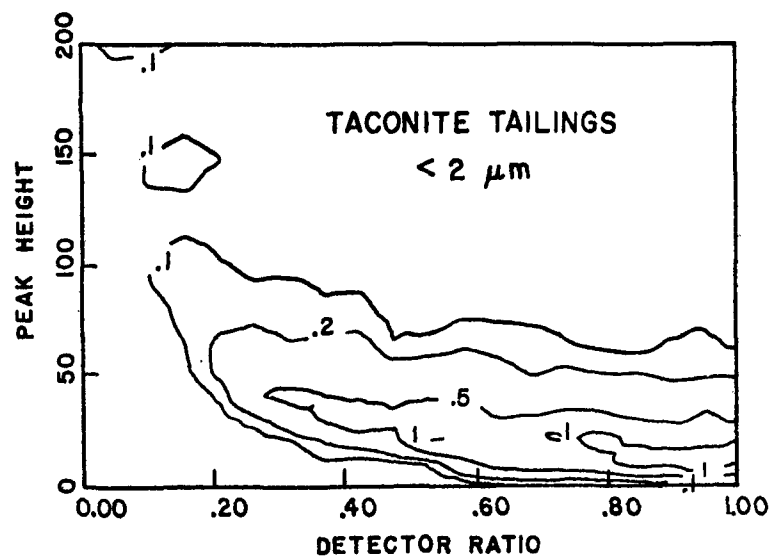 200
.1
TACONITE TAILINGS
< 2 μm
150
.1
PEAK HEIGHT
100
.1
.2
50
.5
1
1
1
.1
0
0.00 .20 .40 .60 .80 1.00
DETECTOR RATIO